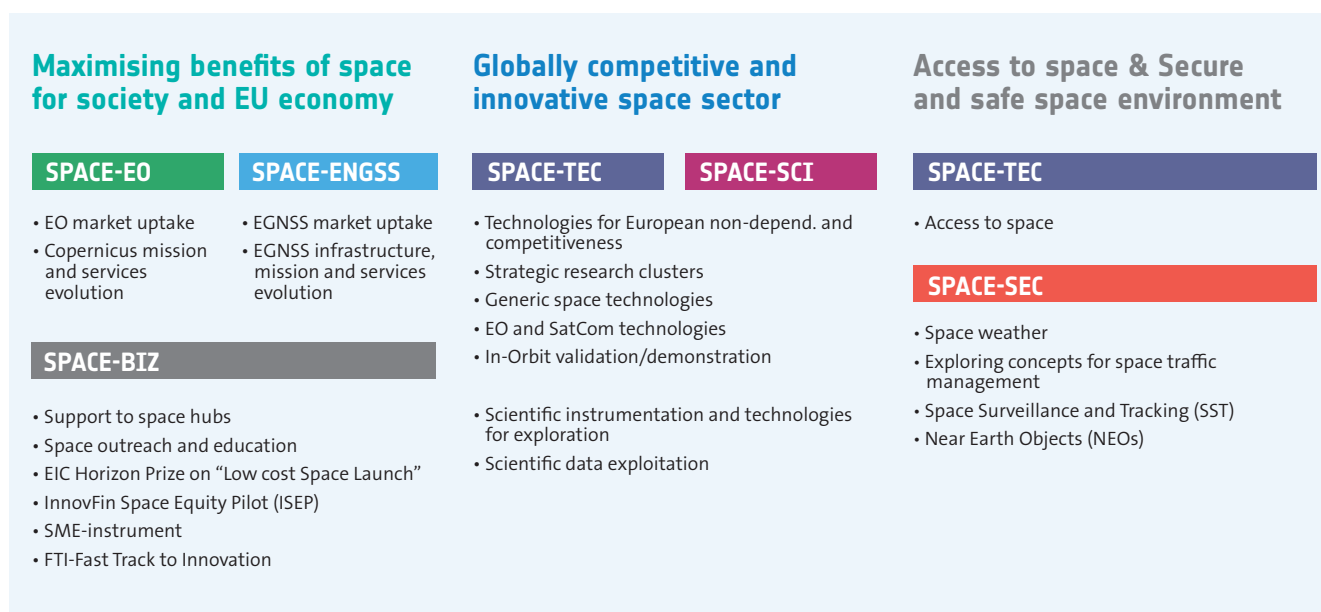 Maximising benefits of space
for society and EU economy
SPACE-EO
• EO market uptake
• Copernicus mission
and services
evolution
SPACE-ENGSS
• EGNSS market uptake
• EGNSS infrastructure,
mission and services
evolution
SPACE-BIZ
• Support to space hubs
• Space outreach and education
• EIC Horizon Prize on “Low cost Space Launch”
• InnovFin Space Equity Pilot (ISEP)
• SME-instrument
• FTI-Fast Track to Innovation
Globally competitive and
innovative space sector
SPACE-TEC
SPACE-SCI
• Technologies for European non-depend. and
competitiveness
• Strategic research clusters
• Generic space technologies
• EO and SatCom technologies
• In-Orbit validation/demonstration
• Scientific instrumentation and technologies
for exploration
• Scientific data exploitation
Access to space & Secure
and safe space environment
SPACE-TEC
• Access to space
SPACE-SEC
• Space weather
• Exploring concepts for space traffic
management
• Space Surveillance and Tracking (SST)
• Near Earth Objects (NEOs)